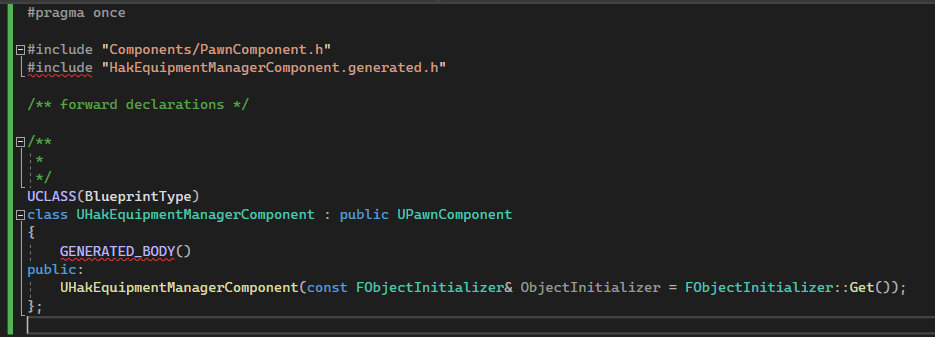 #pragma once
#include "Components/PawnComponent.h"
#include "HakEquipmentManagerComponent.generated.h"
/** forward declarations */
/**
*
*/
UCLASS(BlueprintType)
class UHakEquipmentManagerComponent : public UPawnComponent
{
GENERATED_BODY()
public:
UHakEquipmentManagerComponent(const FObjectInitializer& ObjectInitializer = FObjectInitializer::Get());
};